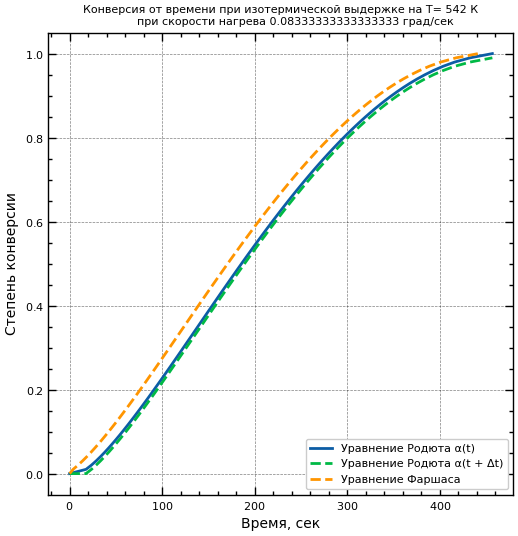 Конверсия от времени при изотермической выдержке на T= 542 K
при скорости нагрева 0.08333333333333333 град/сек
Степень конверсии
1.0
0.8
0.6
0.4
0.2
0.0
0
100
200
300
400
Время, сек
Уравнение Родюта α(t)
Уравнение Родюта α(t + Δt)
Уравнение Фаршаса